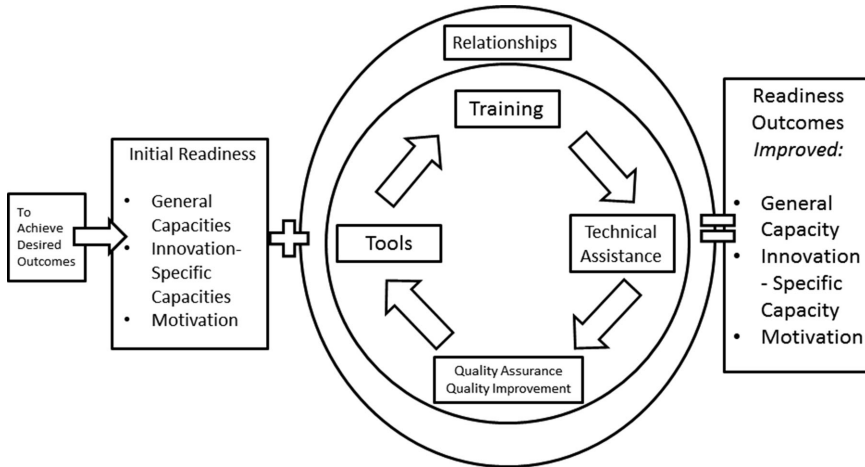 To
Achieve
Desired
Outcomes
Initial Readiness
• General
Capacities
• Innovation-
Specific
Capacities
• Motivation
Relationships
Training
Technical
Assistance
Quality Assurance
Quality Improvement
Tools
Readiness
Outcomes
Improved:
• General
Capacity
• Innovation
- Specific
Capacity
• Motivation